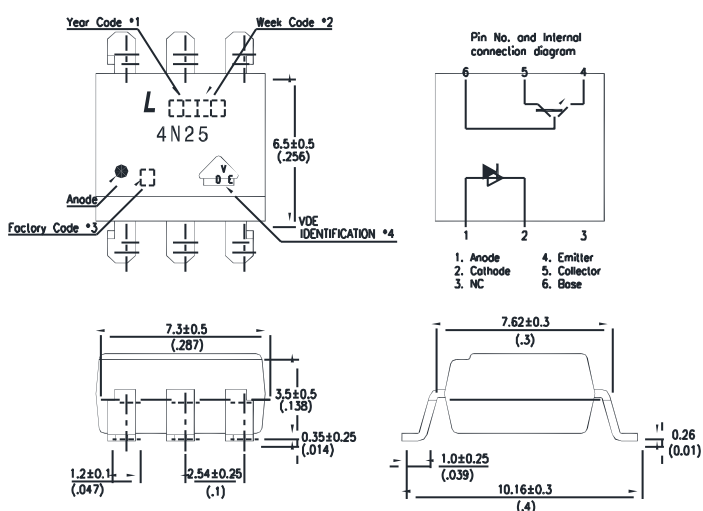 Year Code *1
Week Code *2
L
4N25
6.5±0.5
(.256)
V
D E
Anode
Factory Code *3
VDE
IDENTIFICATION *4
Pin No. and Internal
connection diagram
6 5 4
1 2 3
1. Anode 4. Emitter
2. Cathode 5. Collector
3. NC 6. Base
7.3±0.5
(.287)
3.5±0.5
(.138)
0.35±0.25
(.014)
1.2±0.1
(.047)
2.54±0.25
(.1)
7.62±0.3
(.3)
0.26
(0.01)
1.0±0.25
(.039)
10.16±0.3
(.4)